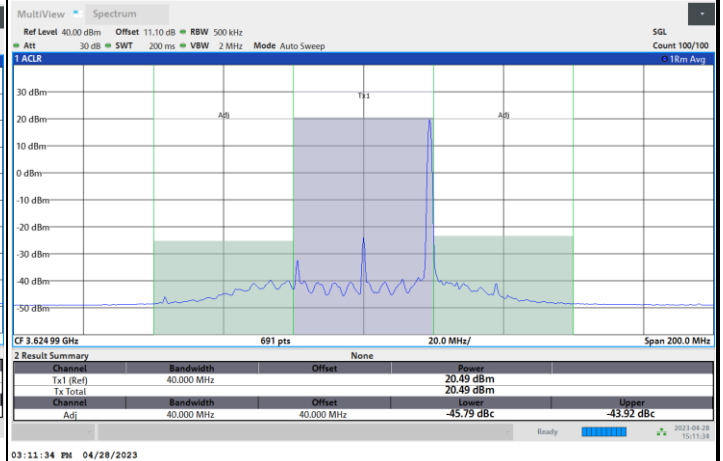 MultiView Spectrum
Ref Level 40.00 dBm Offset 11.10 dB RBW 500 kHz SGL
Att 30 dB SWT 200 ms VBW 2 MHz Mode Auto Sweep Count 100/100
1 ACLR 1Rm Avg
30 dBm
Tx1
20 dBm Adj Adj
10 dBm
0 dBm
-10 dBm
-20 dBm
-30 dBm
-40 dBm
-50 dBm
CF 3.624 99 GHz 691 pts 20.0 MHz/ Span 200.0 MHz
2 Result Summary None
Channel Bandwidth Offset Power
Tx1 (Ref) 40.000 MHz 20.49 dBm
Tx Total 20.49 dBm
Channel Bandwidth Offset Lower Upper
Adj 40.000 MHz 40.000 MHz -45.79 dBc -43.92 dBc
Ready 2023-04-28
15:11:34
03:11:34 PM 04/28/2023